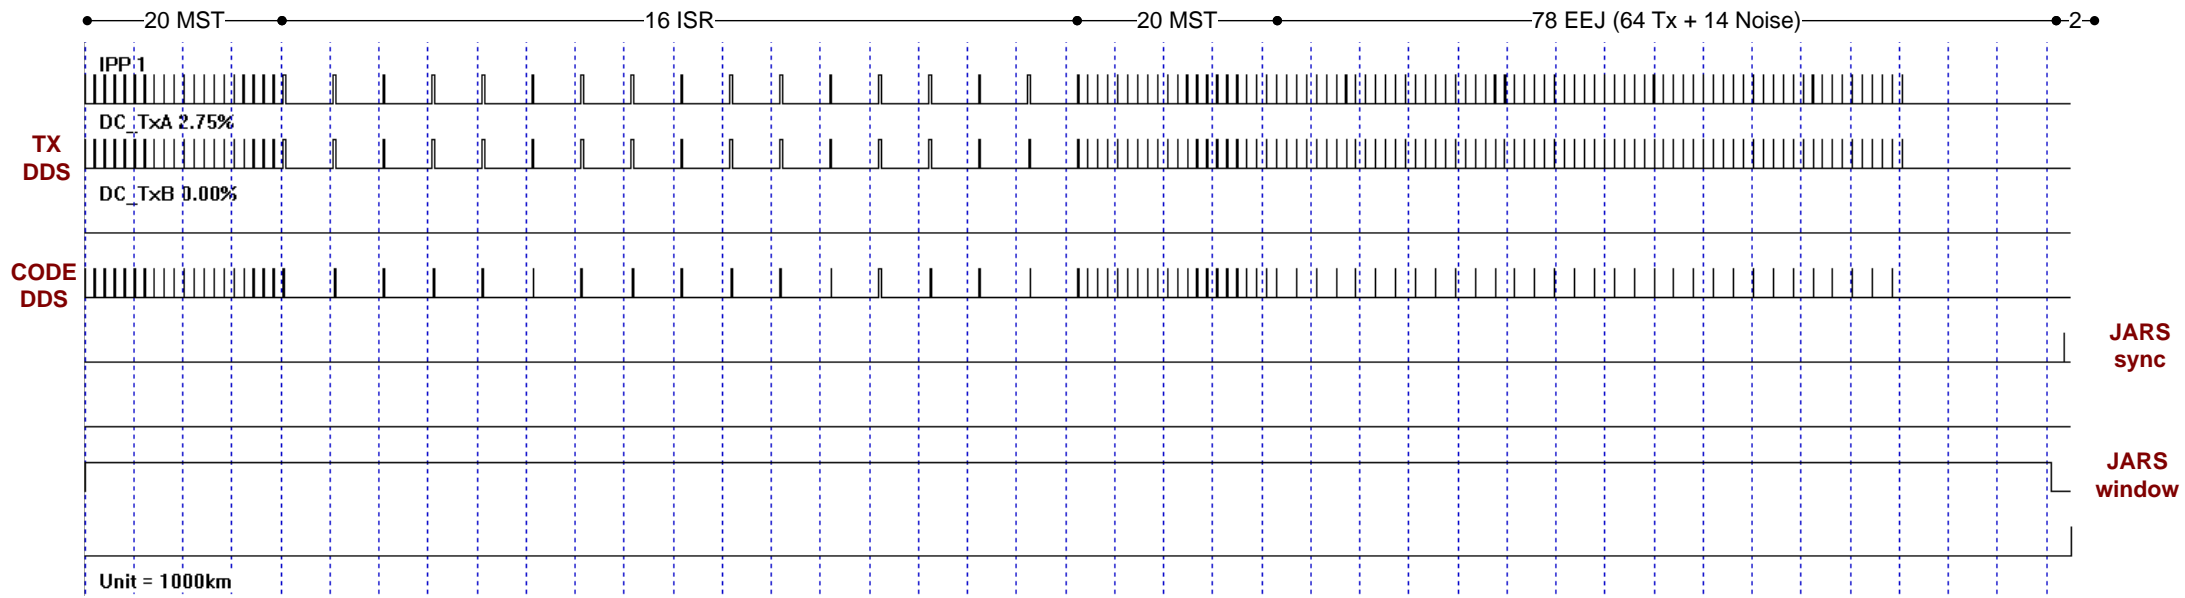 20 MST
16 ISR
20 MST
78 EEJ (64 Tx + 14 Noise)
2
IPP 1
DC_TxA 2.75%
TX
DDS
DC_TxB 0.00%
CODE
DDS
JARS
sync
JARS
window
Unit = 1000km